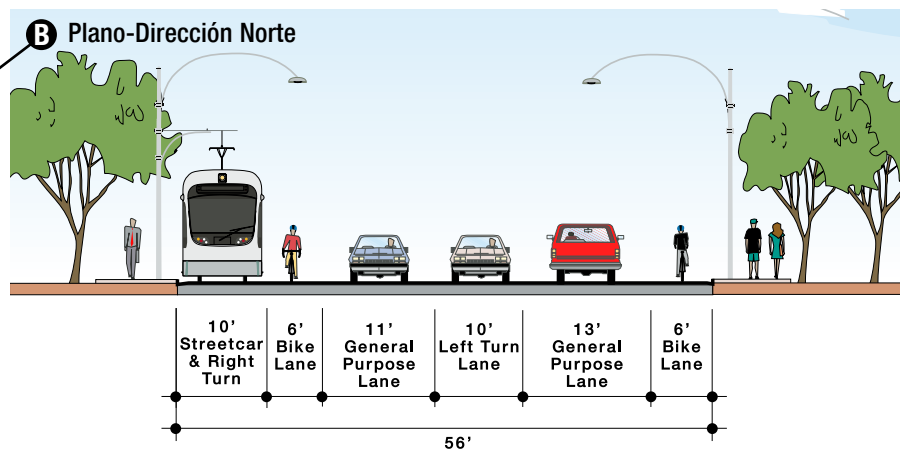 B Plano-Dirección Norte
10’
Streetcar
& Right
Turn
6’
Bike
Lane
11’
General
Purpose
Lane
10’
Left Turn
Lane
13’
General
Purpose
Lane
6’
Bike
Lane
56’